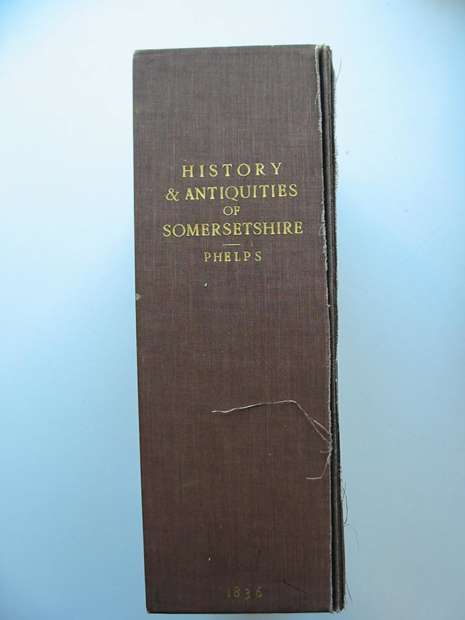 HISTORY
& ANTIQUITIES
OF
SOMERSETSHIRE
PHELPS
1836